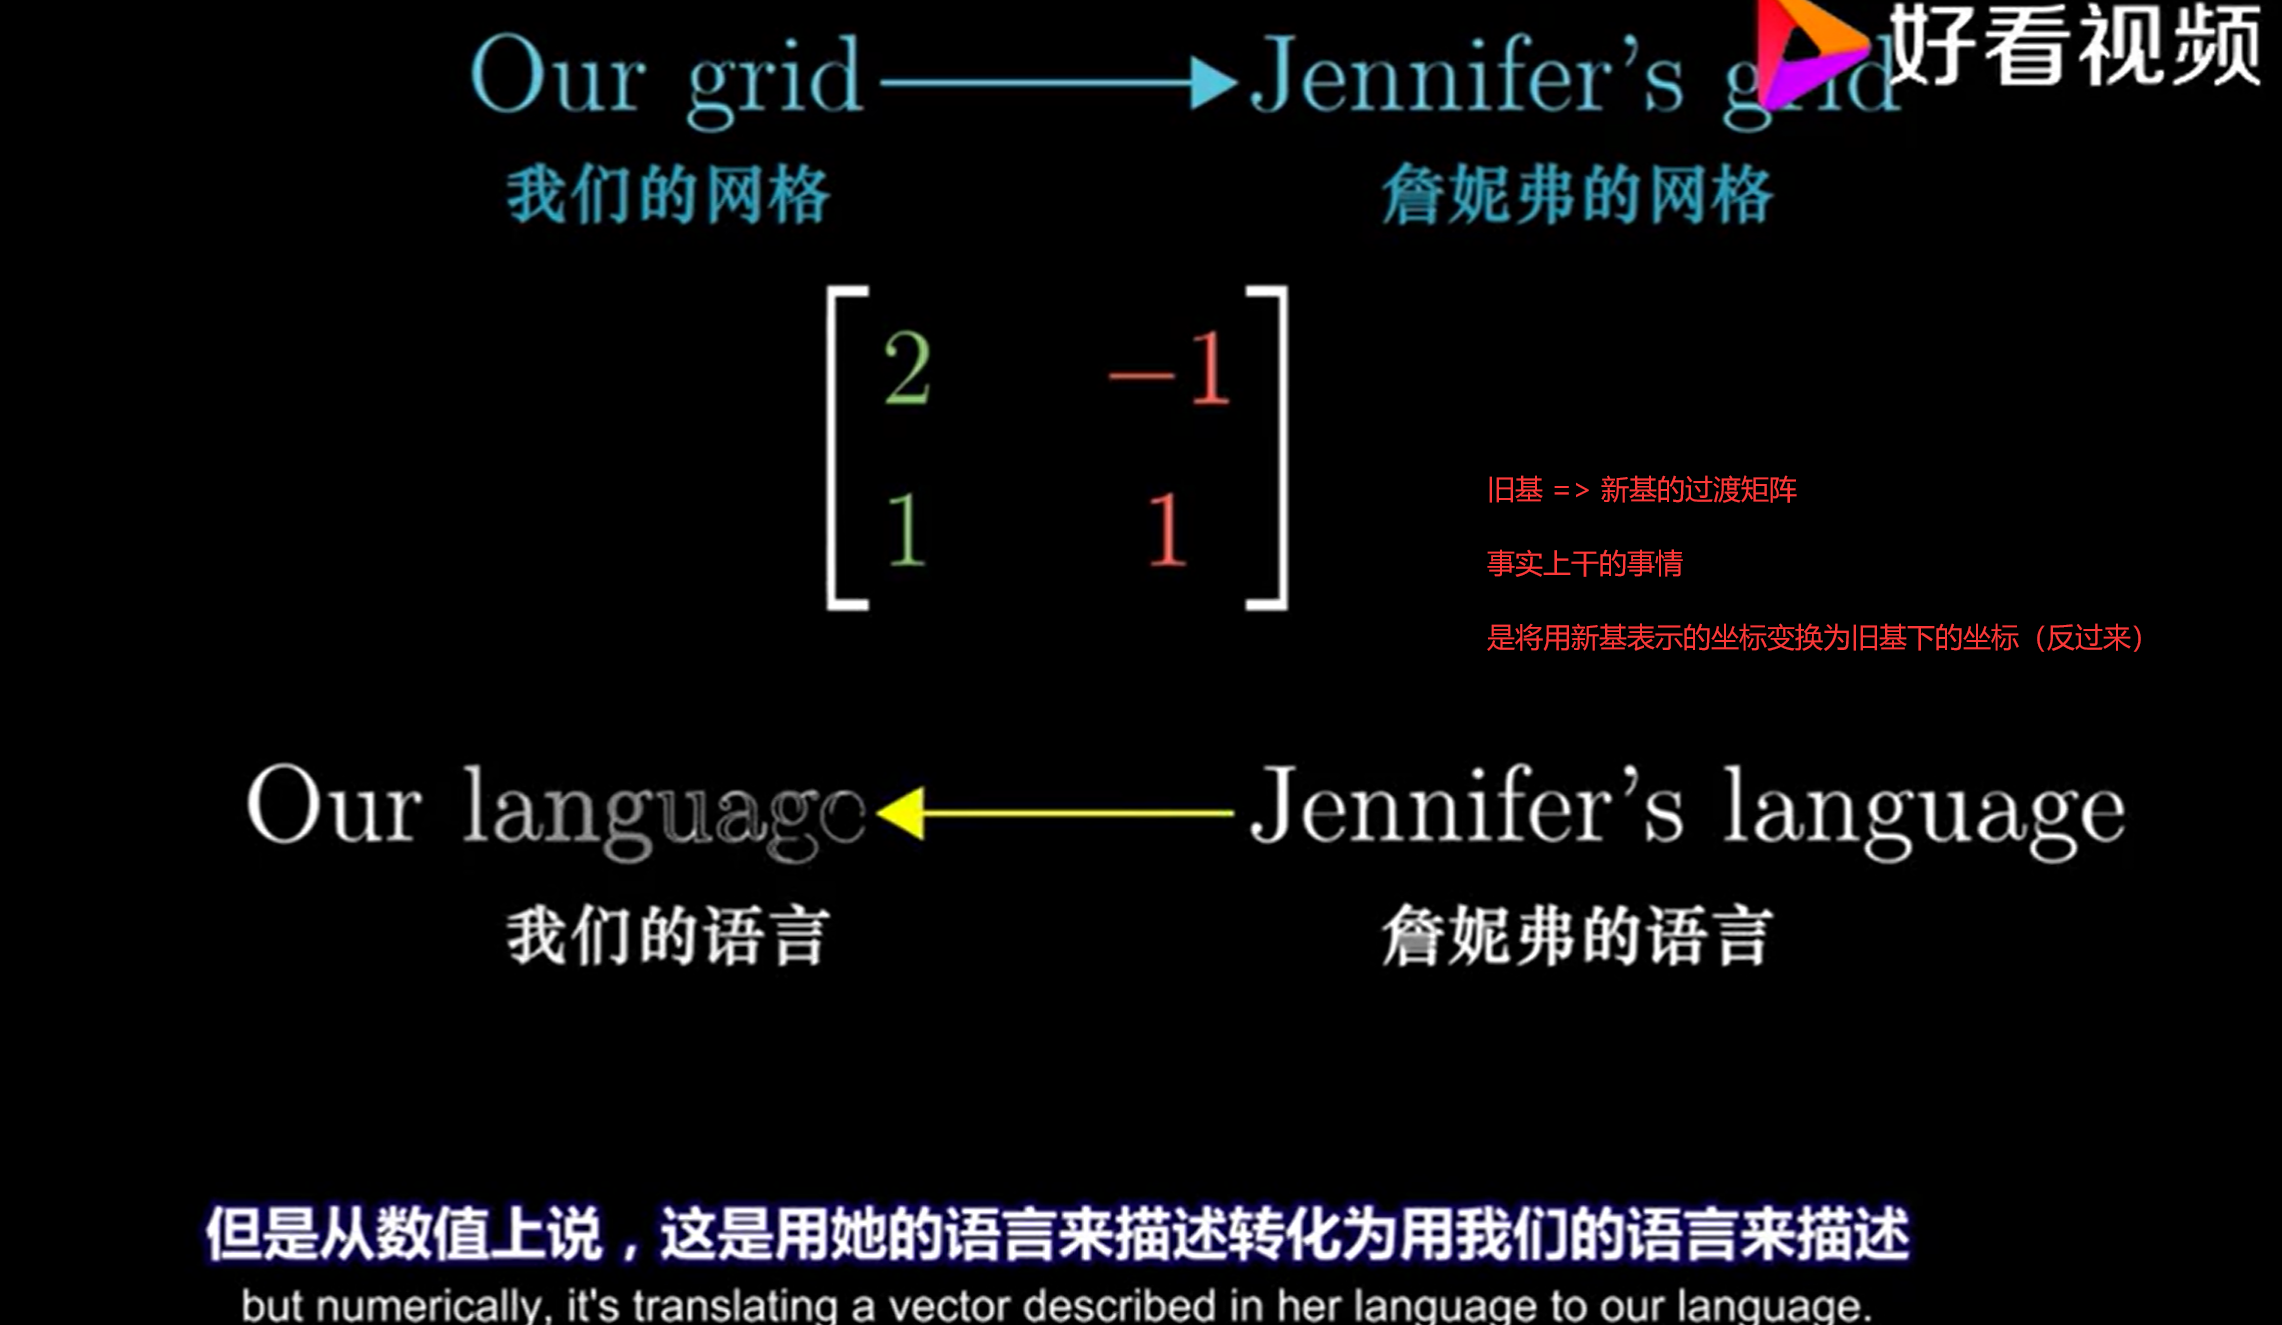 Our grid
Jennifer's grid
好看视频
我们的网格
詹妮弗的网格
2 −1
1 1
旧基 => 新基的过渡矩阵
事实上干的事情
是将用新基表示的坐标变换为旧基下的坐标（反过来）
Our language
Jennifer's language
我们的语言
詹妮弗的语言
但是从数值上说，这是用她的语言来描述转化为用我们的语言来描述
but numerically, it's translating a vector described in her language to our language.